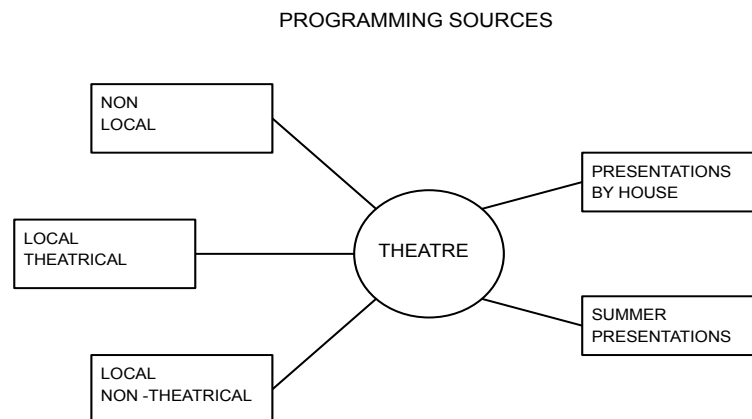 PROGRAMMING SOURCES
NON
LOCAL
LOCAL
THEATRICAL
LOCAL
NON -THEATRICAL
THEATRE
PRESENTATIONS
BY HOUSE
SUMMER
PRESENTATIONS